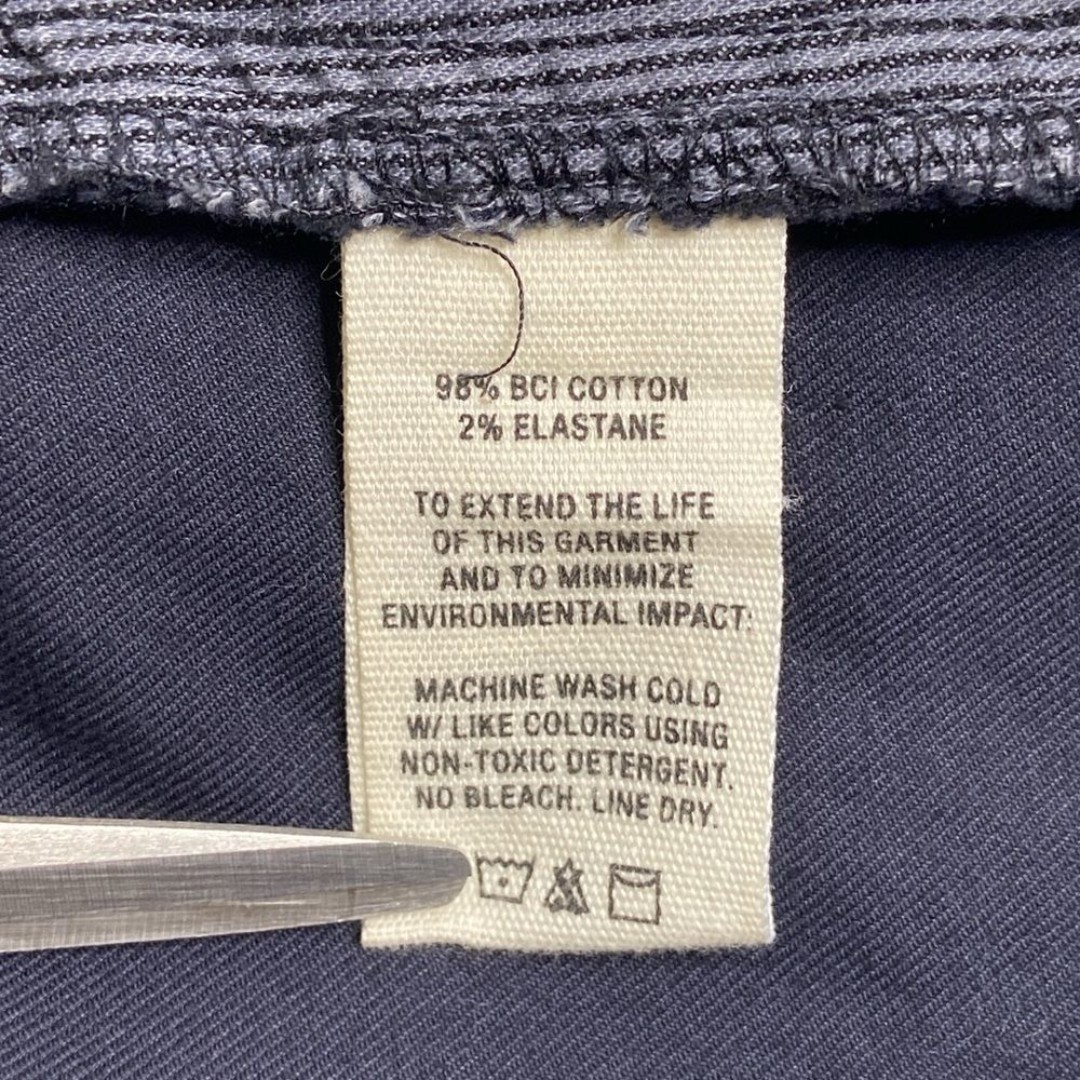 98% BCI COTTON
2% ELASTANE
TO EXTEND THE LIFE
OF THIS GARMENT
AND TO MINIMIZE
ENVIRONMENTAL IMPACT:
MACHINE WASH COLD
W/ LIKE COLORS USING
NON-TOXIC DETERGENT.
NO BLEACH. LINE DRY.